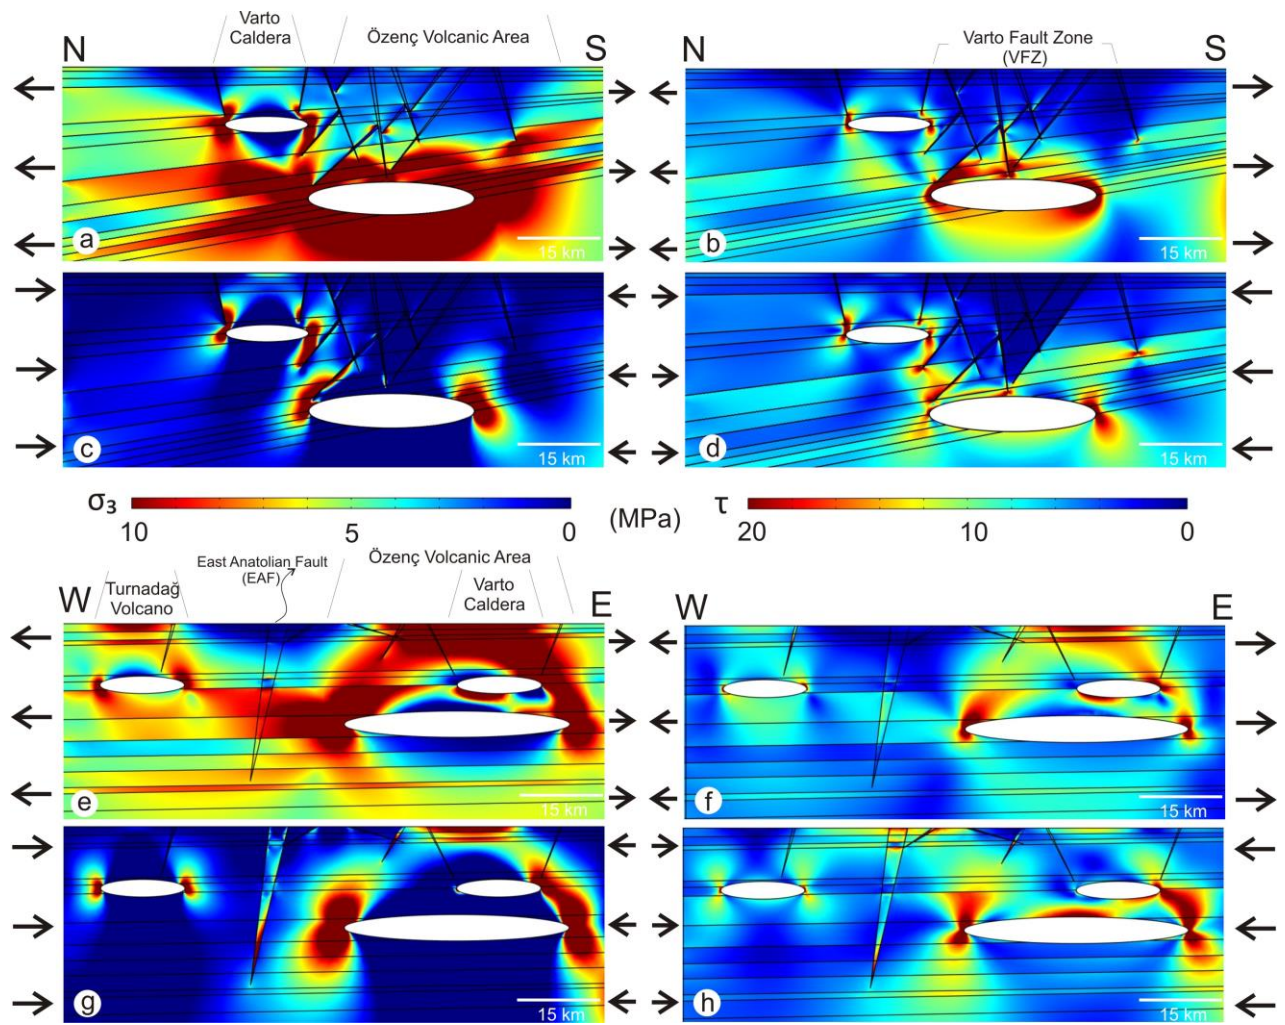 Varto
Caldera
Özenç Volcanic Area
N
S
a
15 km
N
Varto Fault Zone
(VFZ)
S
b
15 km
c
15 km
d
15 km
σ₃
10
5
0
(MPa)
τ
20
10
0
W
Turnadağ
Volcano
East Anatolian Fault
(EAF)
Özenç Volcanic Area
Varto
Caldera
E
e
15 km
W
E
f
15 km
g
15 km
h
15 km